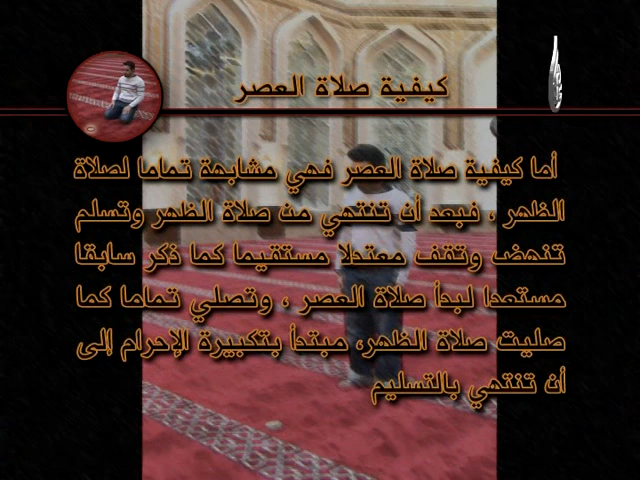 كيفية صلاة العصر
أما كيفية صلاة العصر فهي مشابهة تماما لصلاة
الظهر ، فبعد أن تنتهي من صلاة الظهر وتسلم
تنهض وتقف معتدلا مستقيما كما ذكر سابقا
مستعدا لبدأ صلاة العصر ، وتصلي تماما كما
صليت صلاة الظهر، مبتدأ بتكبيرة الإحرام إلى
أن تنتهي بالتسليم